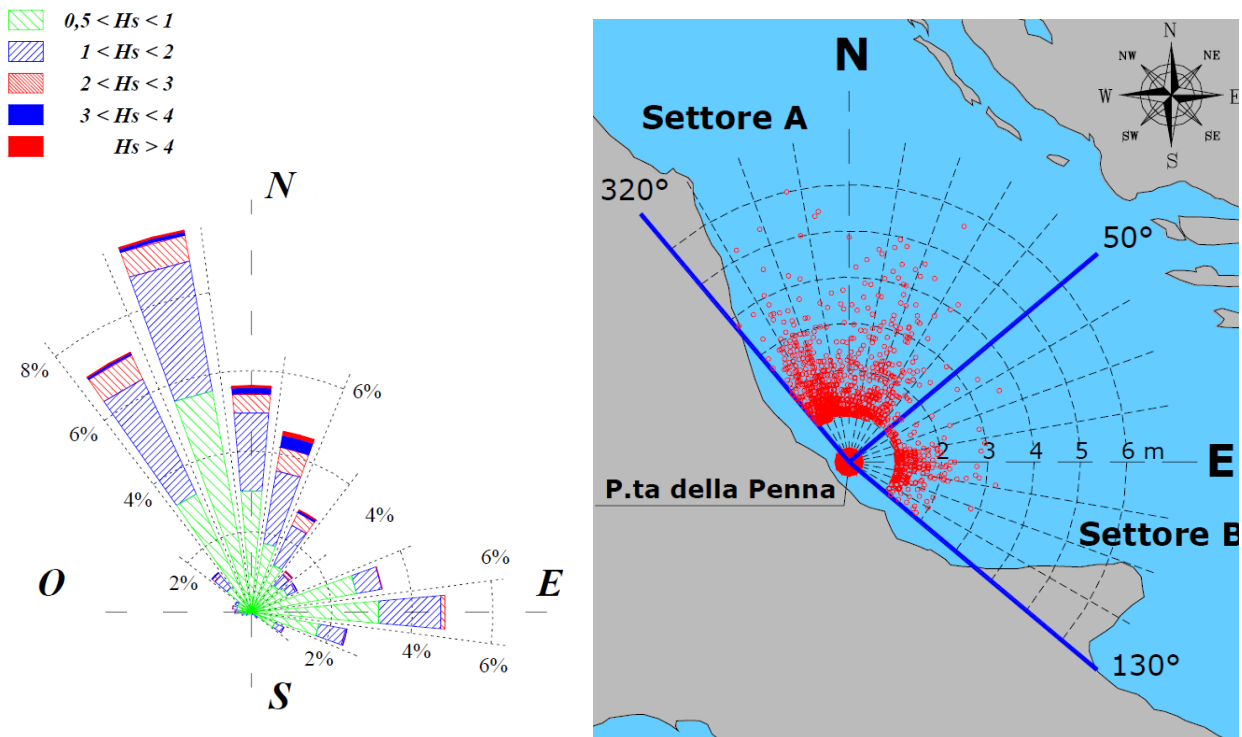 0,5 < Hs < 1
1 < Hs < 2
2 < Hs < 3
3 < Hs < 4
Hs > 4
N
8%
6%
6%
4%
4%
2%
6%
O
E
2%
4%
6%
S
N
N
NW
NE
W
E
SW
SE
S
Settore A
320°
50°
2 3 4 5 6 m
E
P.ta della Penna
Settore B
130°